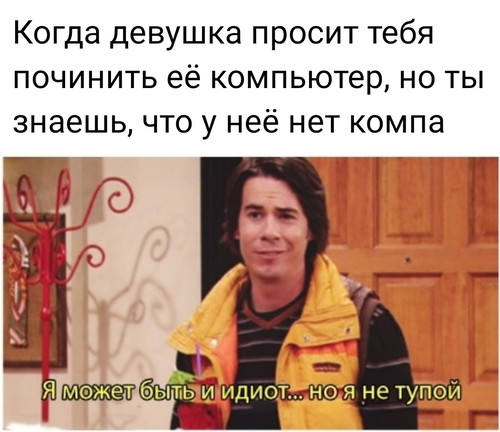 Когда девушка просит тебя
починить её компьютер, но ты
знаешь, что у неё нет компа
Я может быть и идиот... но я не тупой